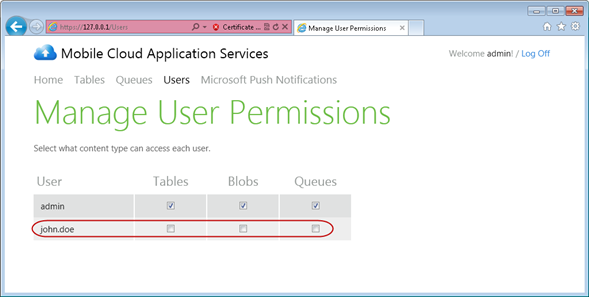 https://127.0.0.1/Users
Certificate ...
Manage User Permissions
Mobile Cloud Application Services
Welcome admin! / Log Off
Home Tables Queues Users Microsoft Push Notifications
Manage User Permissions
Select what content type can access each user.
User Tables Blobs Queues
admin
john.doe